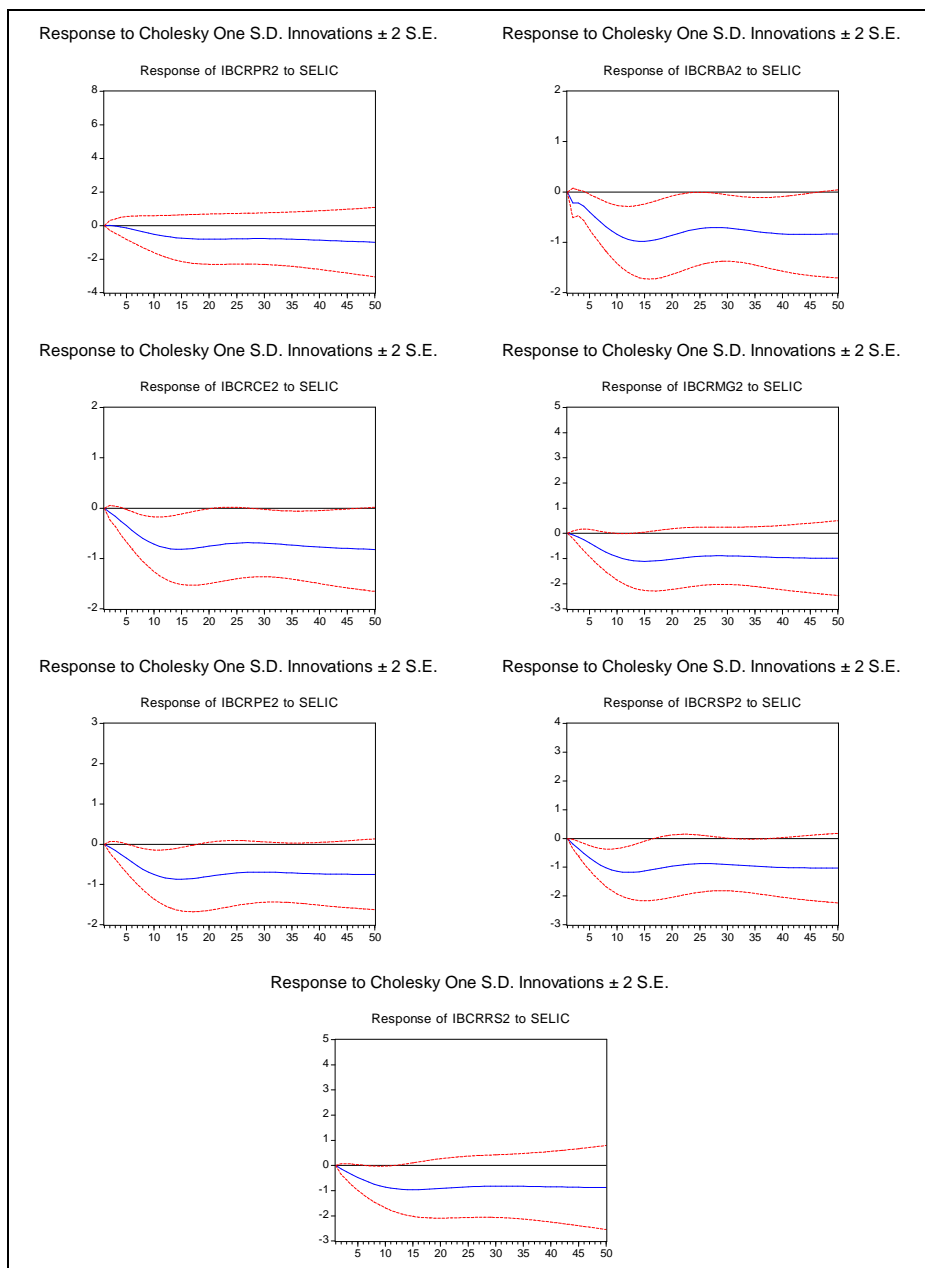 Response to Cholesky One S.D. Innovations ± 2 S.E.
Response of IBCRPR2 to SELIC
8
6
4
2
0
-2
-4
5 10 15 20 25 30 35 40 45 50
Response to Cholesky One S.D. Innovations ± 2 S.E.
Response of IBCRBA2 to SELIC
2
1
0
-1
-2
5 10 15 20 25 30 35 40 45 50
Response to Cholesky One S.D. Innovations ± 2 S.E.
Response of IBCRCE2 to SELIC
2
1
0
-1
-2
5 10 15 20 25 30 35 40 45 50
Response to Cholesky One S.D. Innovations ± 2 S.E.
Response of IBCRMG2 to SELIC
5
4
3
2
1
0
-1
-2
-3
5 10 15 20 25 30 35 40 45 50
Response to Cholesky One S.D. Innovations ± 2 S.E.
Response of IBCRPE2 to SELIC
3
2
1
0
-1
-2
5 10 15 20 25 30 35 40 45 50
Response to Cholesky One S.D. Innovations ± 2 S.E.
Response of IBCRSP2 to SELIC
4
3
2
1
0
-1
-2
-3
5 10 15 20 25 30 35 40 45 50
Response to Cholesky One S.D. Innovations ± 2 S.E.
Response of IBCRRS2 to SELIC
5
4
3
2
1
0
-1
-2
-3
5 10 15 20 25 30 35 40 45 50